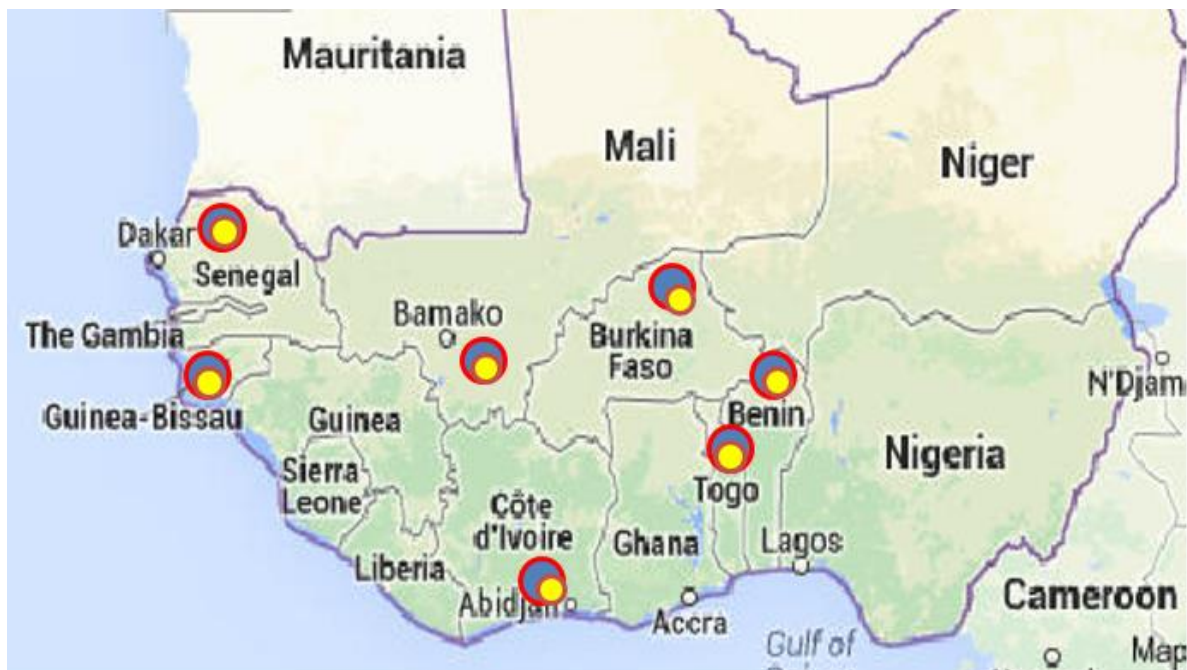 Mauritania
Mali
Niger
Dakar
Senegal
The Gambia
Bamako
Burkina
Faso
N'Djam
Guinea-Bissau
Guinea
Benin
Nigeria
Sierra
Leone
Togo
Côte
d'Ivoire
Ghana
Lagos
Liberia
Abidjan
Accra
Cameroon
Gulf of
Map